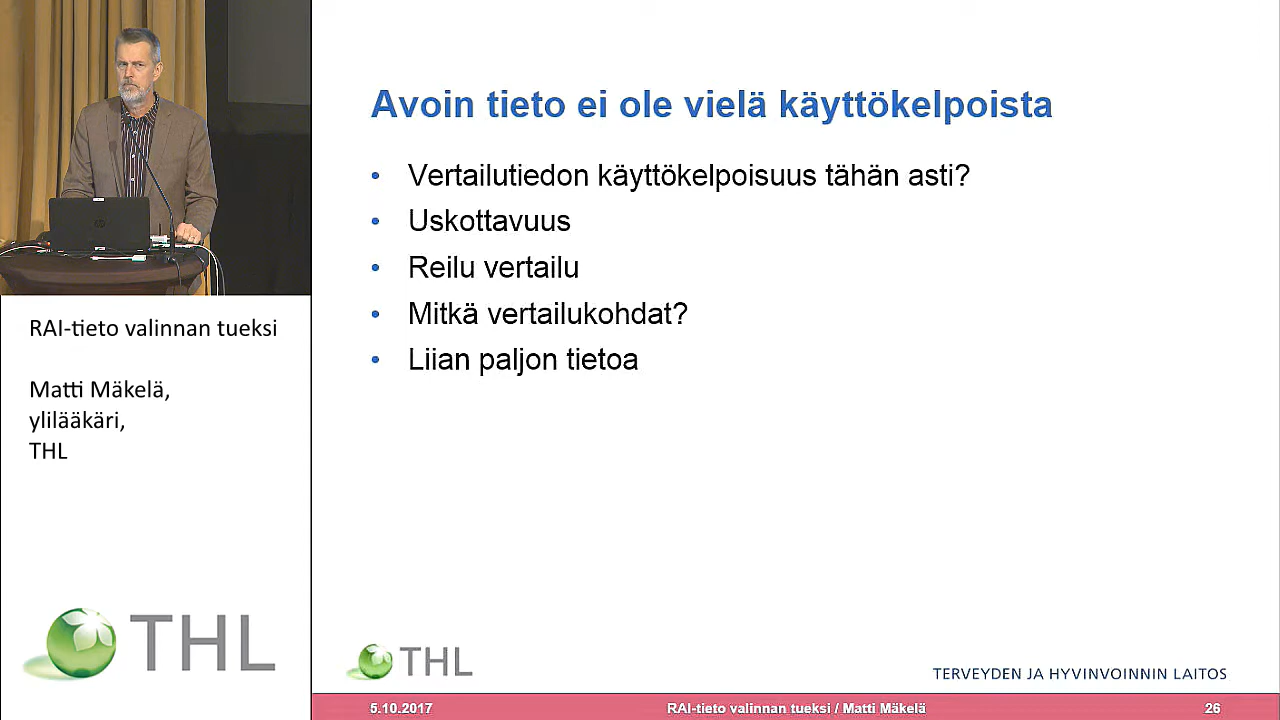 RAI-tieto valinnan tueksi
Matti Mäkelä,
ylilääkäri,
THL
THL
Avoin tieto ei ole vielä käyttökelpoista
• Vertailutiedon käyttökelpoisuus tähän asti?
• Uskottavuus
• Reilu vertailu
• Mitkä vertailukohdat?
• Liian paljon tietoa
THL
TERVEYDEN JA HYVINVOINNIN LAITOS
5.10.2017
RAI-tieto valinnan tueksi / Matti Mäkelä
26